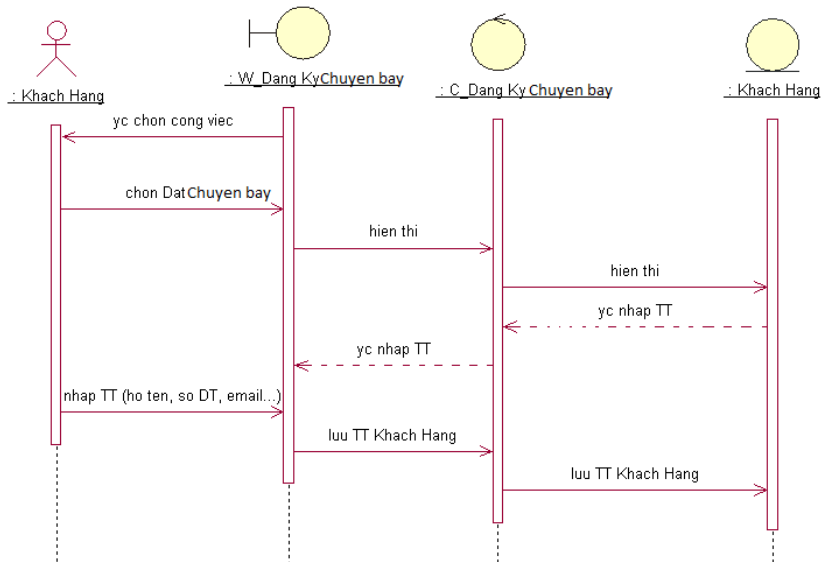 : Khach Hang
: W_Dang KyChuyen bay
: C_Dang Ky Chuyen bay
: Khach Hang
yc chon cong viec
chon DatChuyen bay
hien thi
hien thi
yc nhap TT
yc nhap TT
nhap TT (ho ten, so DT, email...)
luu TT Khach Hang
luu TT Khach Hang